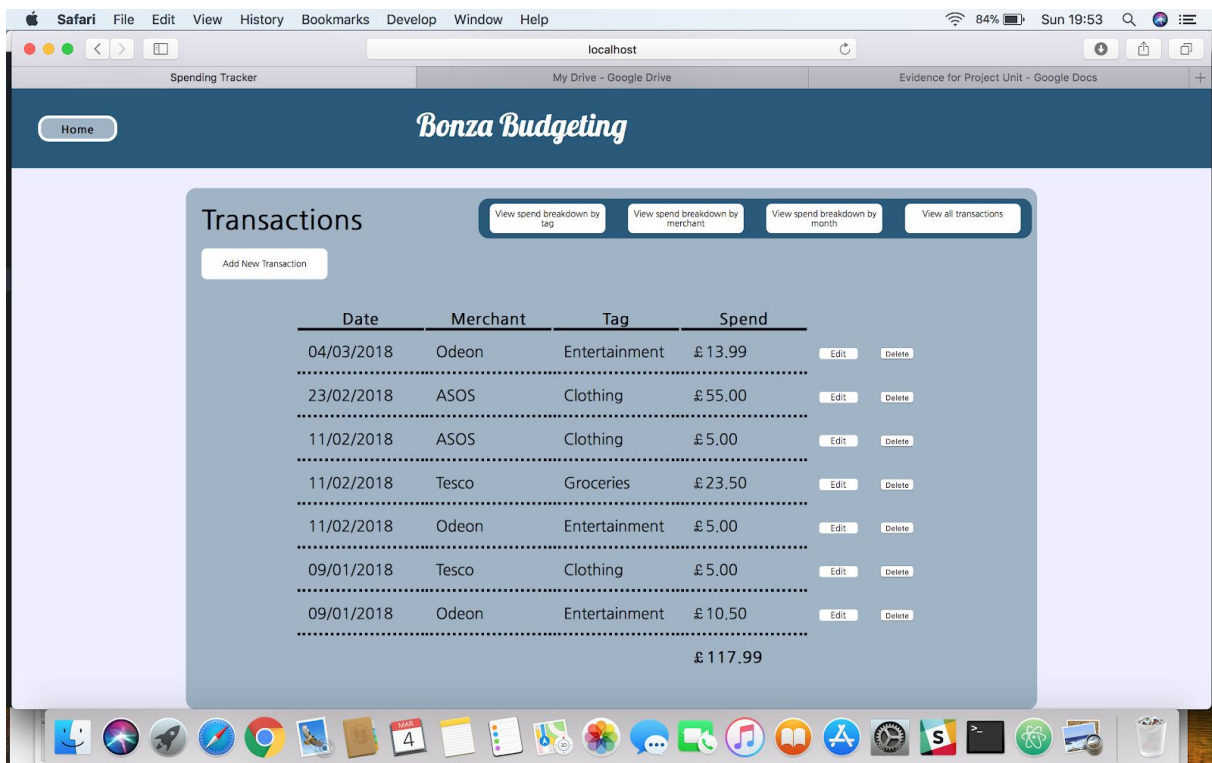 Safari File Edit View History Bookmarks Develop Window Help 84% Sun 19:53
localhost
Spending Tracker My Drive - Google Drive Evidence for Project Unit - Google Docs
Home Bonza Budgeting
Transactions
View spend breakdown by tag
View spend breakdown by merchant
View spend breakdown by month
View all transactions
Add New Transaction
Date Merchant Tag Spend
04/03/2018 Odeon Entertainment £13.99 Edit Delete
23/02/2018 ASOS Clothing £55.00 Edit Delete
11/02/2018 ASOS Clothing £5.00 Edit Delete
11/02/2018 Tesco Groceries £23.50 Edit Delete
11/02/2018 Odeon Entertainment £5.00 Edit Delete
09/01/2018 Tesco Clothing £5.00 Edit Delete
09/01/2018 Odeon Entertainment £10.50 Edit Delete
£117.99
MAR
4
S